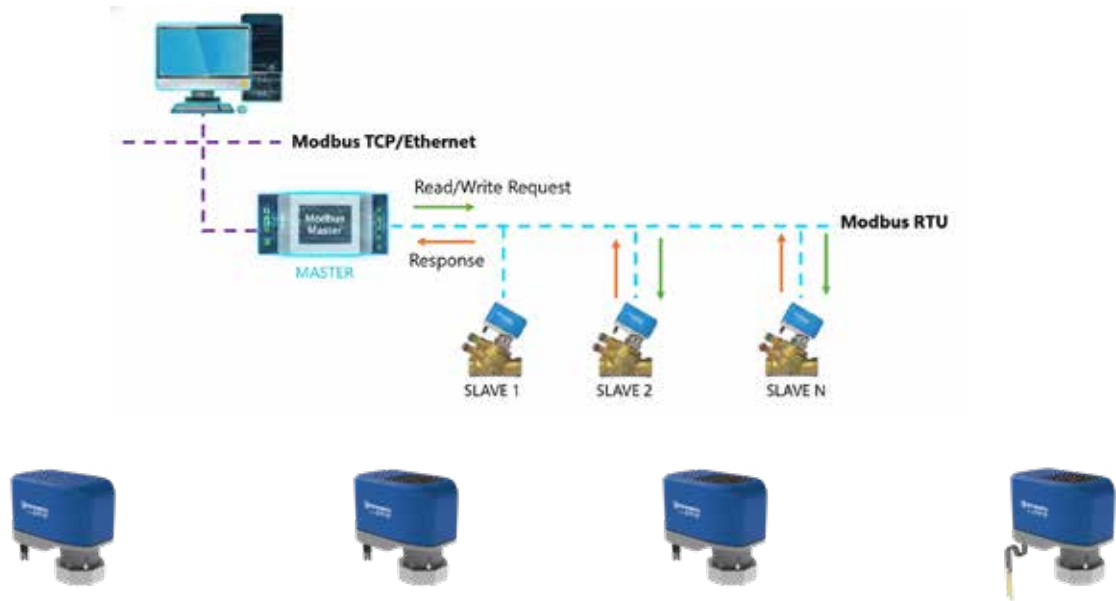 Modbus TCP/Ethernet
Read/Write Request
Modbus
Master
Modbus RTU
Response
MASTER
SLAVE 1
SLAVE 2
SLAVE N